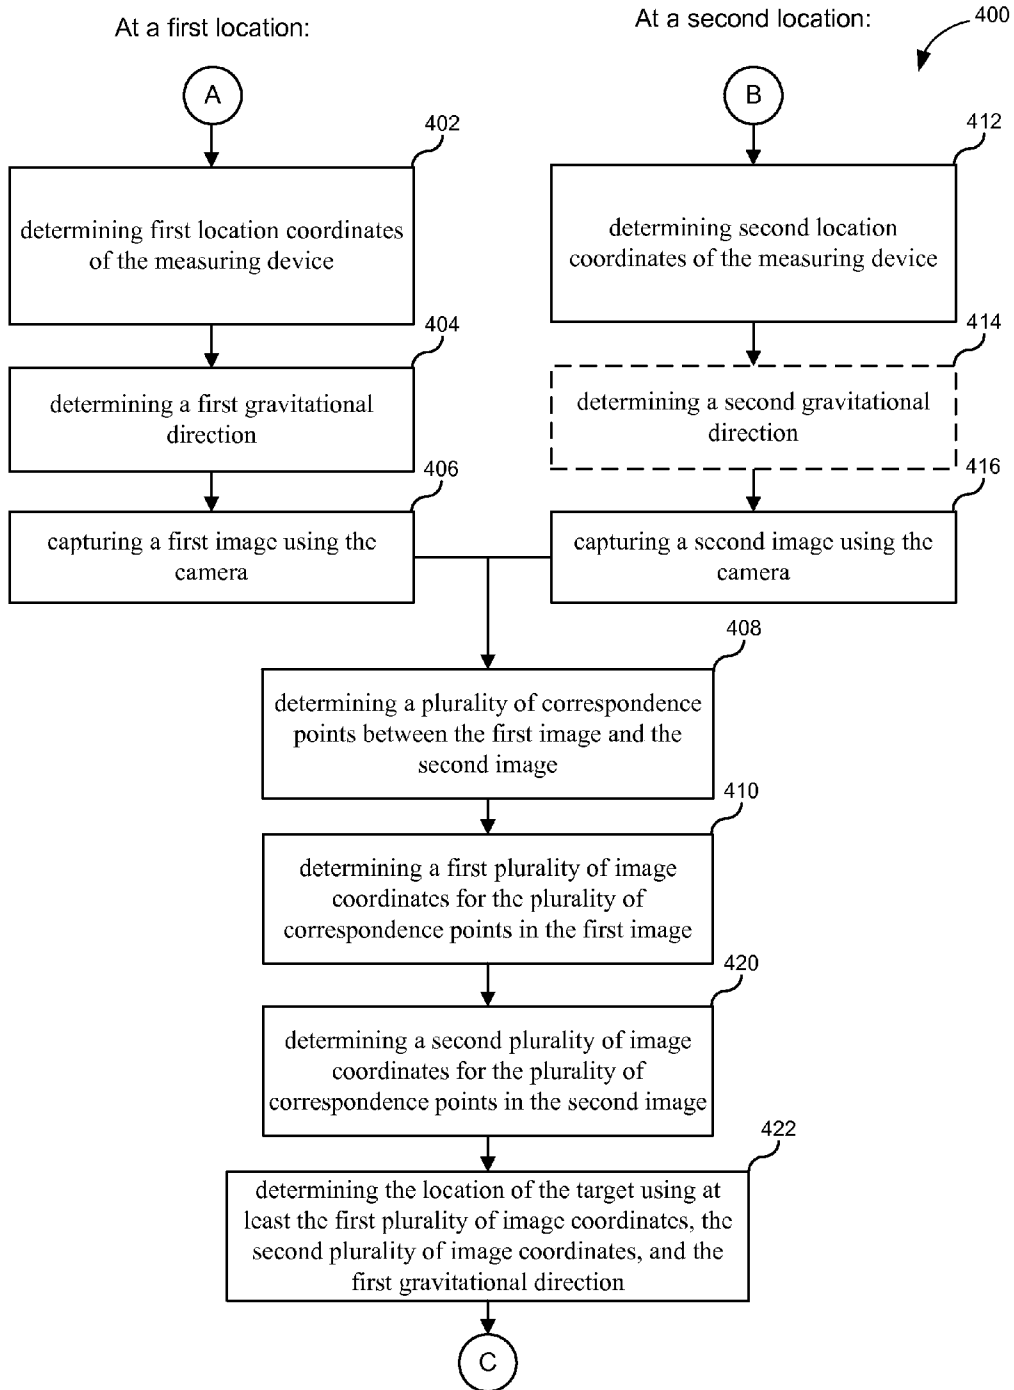 At a first location:
At a second location:
400
A
B
402
determining first location coordinates
of the measuring device
412
determining second location
coordinates of the measuring device
404
determining a first gravitational
direction
414
determining a second gravitational
direction
406
capturing a first image using the
camera
416
capturing a second image using the
camera
408
determining a plurality of correspondence
points between the first image and the
second image
410
determining a first plurality of image
coordinates for the plurality of
correspondence points in the first image
420
determining a second plurality of image
coordinates for the plurality of
correspondence points in the second image
422
determining the location of the target using at
least the first plurality of image coordinates, the
second plurality of image coordinates, and the
first gravitational direction
C